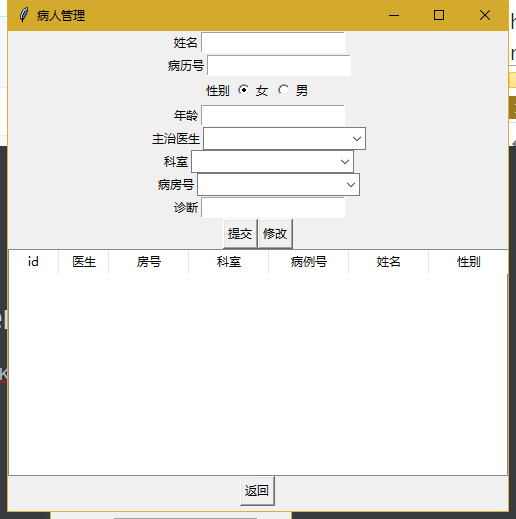 病人管理
姓名
病历号
性别 女 男
年龄
主治医生
科室
病房号
诊断
提交 修改
id 医生 房号 科室 病例号 姓名 性别
返回